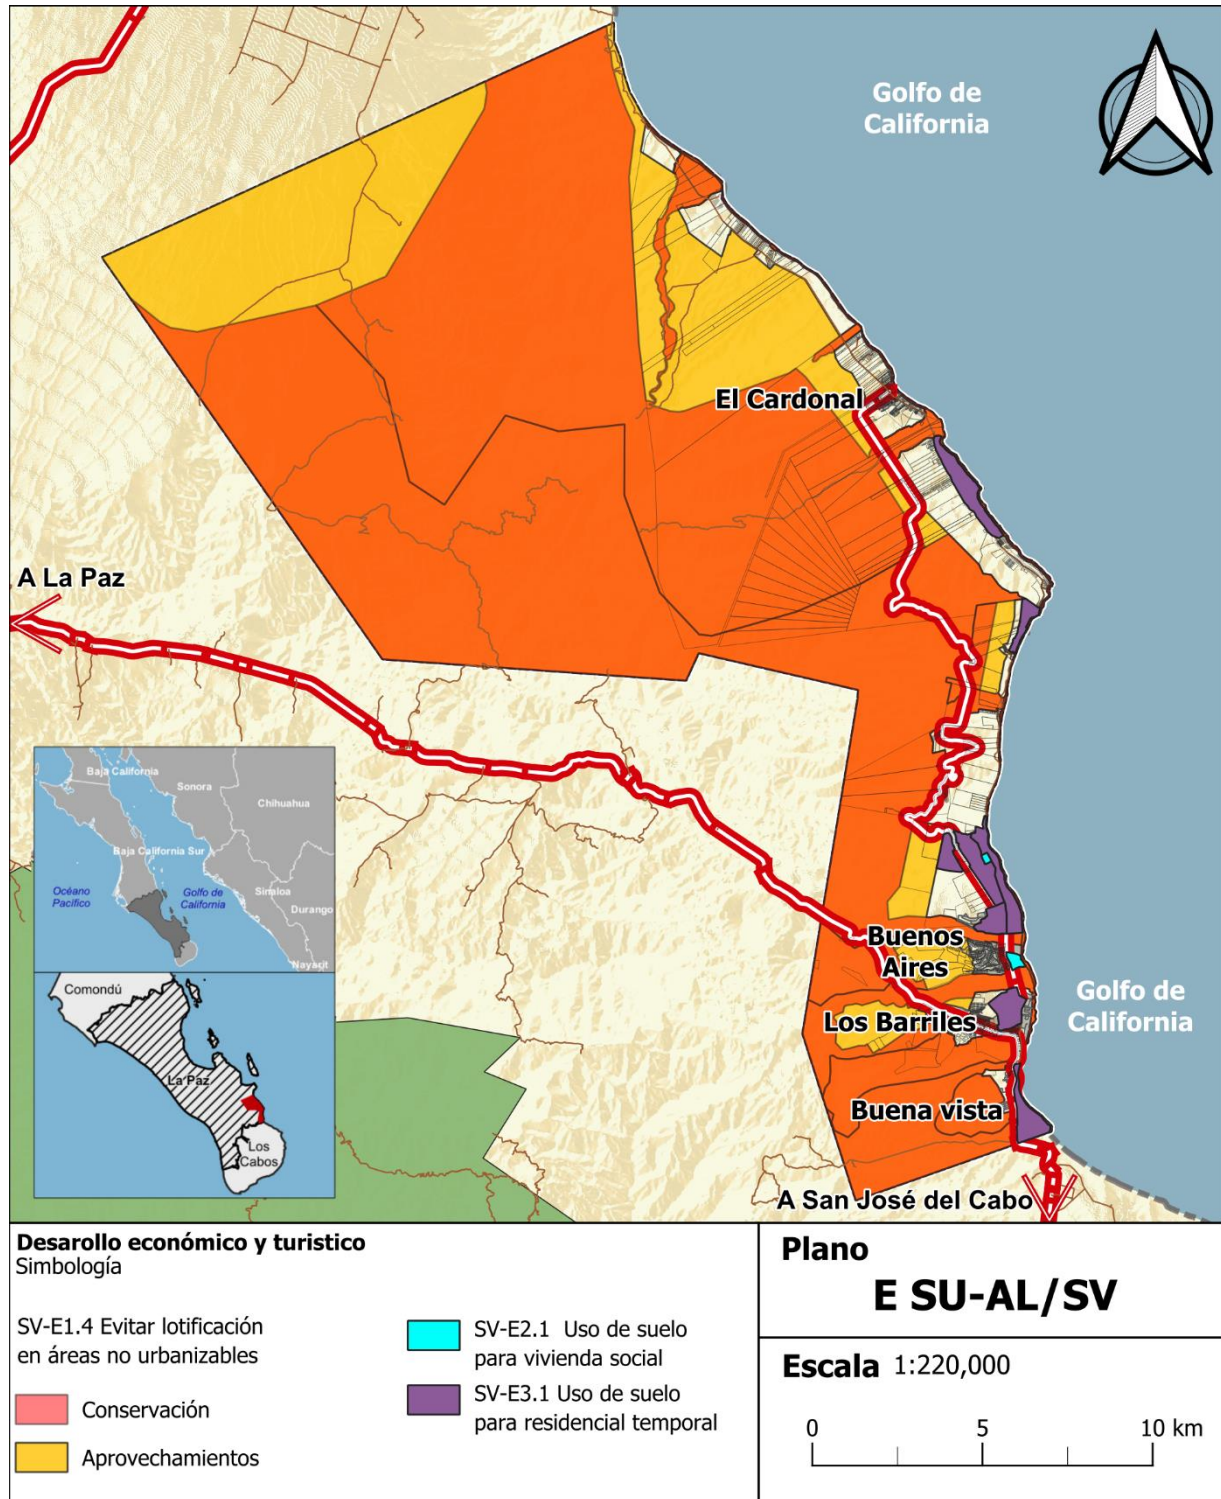 Golfo de
California
El Cardonal
A La Paz
Baja California
Sonora
Chihuahua
Baja California Sur
Océano
Pacífico
Golfo de
California
Sinaloa
Durango
Nayarit
Comondú
La Paz
Los
Cabos
Buenos
Aires
Los Barriles
Golfo de
California
Buena vista
A San José del Cabo
Desarollo económico y turistico
Simbología
SV-E1.4 Evitar lotificación
en áreas no urbanizables
Conservación
Aprovechamientos
SV-E2.1 Uso de suelo
para vivienda social
SV-E3.1 Uso de suelo
para residencial temporal
Plano
E SU-AL/SV
Escala 1:220,000
0 5 10 km